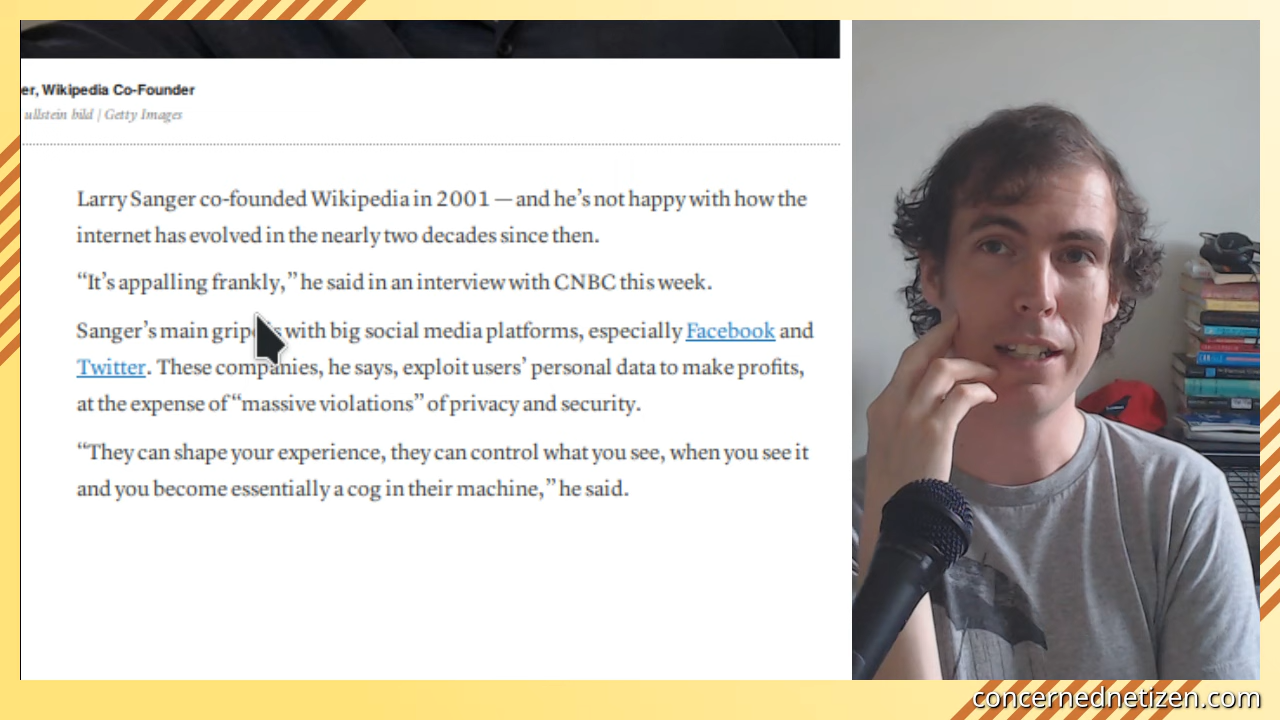 er, Wikipedia Co-Founder
ullstein bild | Getty Images
Larry Sanger co-founded Wikipedia in 2001 — and he’s not happy with how the
internet has evolved in the nearly two decades since then.
“It’s appalling frankly,” he said in an interview with CNBC this week.
Sanger’s main with big social media platforms, especially Facebook and
Twitter. These companies, he says, exploit users’ personal data to make profits,
at the expense of “massive violations” of privacy and security.
“They can shape your experience, they can control what you see, when you see it
and you become essentially a cog in their machine,” he said.
concernednetizen.com